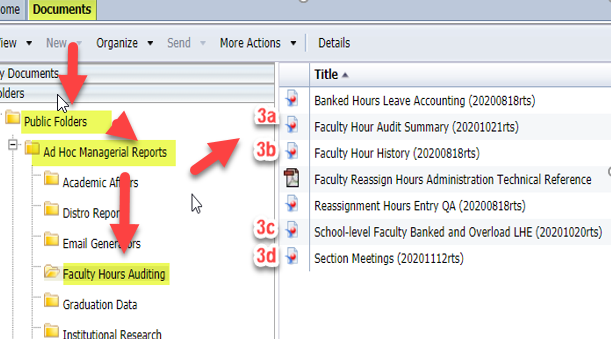 ome Documents
iew New Organize Send More Actions Details
y Documents
olders
Public Folders
Ad Hoc Managerial Reports
Academic Affairs
Distro Repor
Email Generators
Faculty Hours Auditing
Graduation Data
Institutional Research
Title
Banked Hours Leave Accounting (20200818rts)
3a Faculty Hour Audit Summary (20201021rts)
3b Faculty Hour History (20200818rts)
Faculty Reassign Hours Administration Technical Reference
Reassignment Hours Entry QA (20200818rts)
3c School-level Faculty Banked and Overload LHE (20201020rts)
3d Section Meetings (20201112rts)